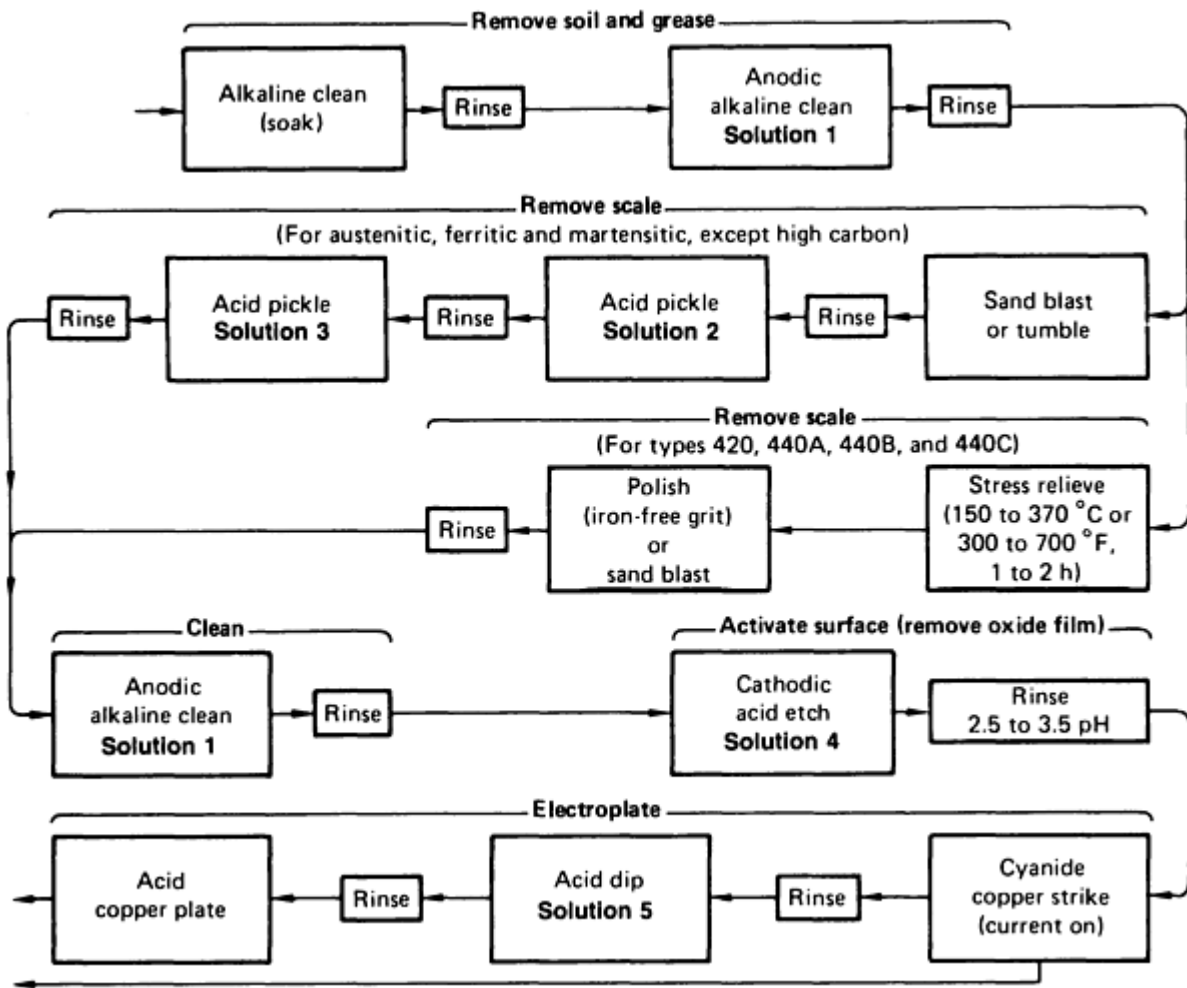 Remove soil and grease
Alkaline clean
(soak)
Rinse
Anodic
alkaline clean
Solution 1
Rinse
Remove scale
(For austenitic, ferritic and martensitic, except high carbon)
Rinse
Acid pickle
Solution 3
Rinse
Acid pickle
Solution 2
Rinse
Sand blast
or tumble
Remove scale
(For types 420, 440A, 440B, and 440C)
Rinse
Polish
(iron-free grit)
or
sand blast
Stress relieve
(150 to 370 °C or
300 to 700 °F,
1 to 2 h)
Clean
Anodic
alkaline clean
Solution 1
Rinse
Activate surface (remove oxide film)
Cathodic
acid etch
Solution 4
Rinse
2.5 to 3.5 pH
Electroplate
Acid
copper plate
Rinse
Acid dip
Solution 5
Rinse
Cyanide
copper strike
(current on)